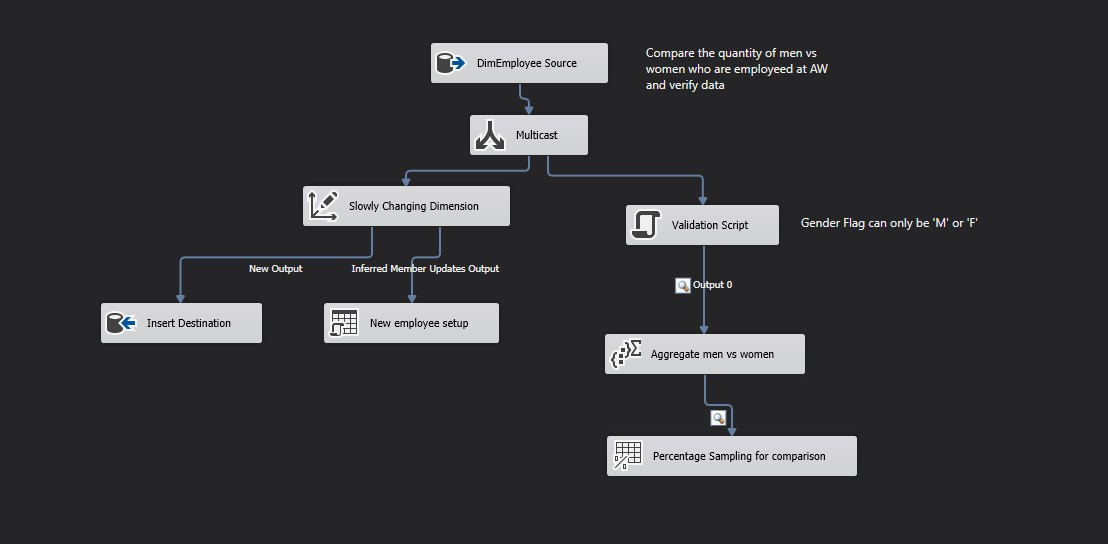 DimEmployee Source
Compare the quantity of men vs
women who are employeed at AW
and verify data
Multicast
Slowly Changing Dimension
Validation Script
Gender Flag can only be 'M' or 'F'
New Output
Inferred Member Updates Output
Output 0
Insert Destination
New employee setup
Aggregate men vs women
Percentage Sampling for comparison